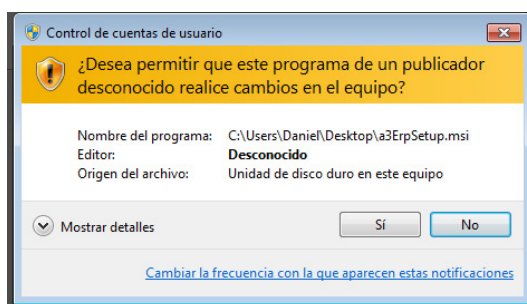 Control de cuentas de usuario
¿Desea permitir que este programa de un publicador
desconocido realice cambios en el equipo?
Nombre del programa: C:\Users\Daniel\Desktop\a3ErpSetup.msi
Editor: Desconocido
Origen del archivo: Unidad de disco duro en este equipo
Mostrar detalles Sí No
Cambiar la frecuencia con la que aparecen estas notificaciones